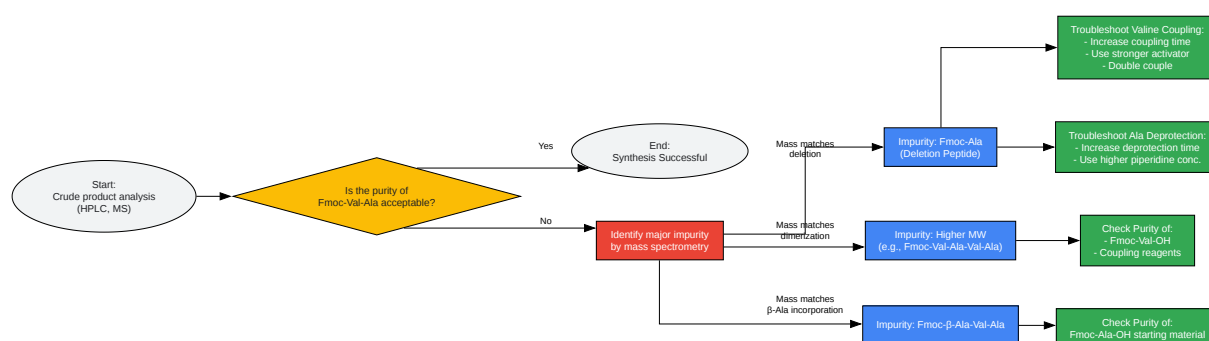 Start:
Crude product analysis
(HPLC, MS)
Is the purity of
Fmoc-Val-Ala acceptable?
Yes
End:
Synthesis Successful
No
Identify major impurity
by mass spectrometry
Mass matches
deletion
Impurity: Fmoc-Ala
(Deletion Peptide)
Troubleshoot Valine Coupling:
- Increase coupling time
- Use stronger activator
- Double couple
Troubleshoot Ala Deprotection:
- Increase deprotection time
- Use higher piperidine conc.
Mass matches
dimerization
Impurity: Higher MW
(e.g., Fmoc-Val-Ala-Val-Ala)
Check Purity of:
- Fmoc-Val-OH
- Coupling reagents
Mass matches
β-Ala incorporation
Impurity: Fmoc-β-Ala-Val-Ala
Check Purity of:
Fmoc-Ala-OH starting material